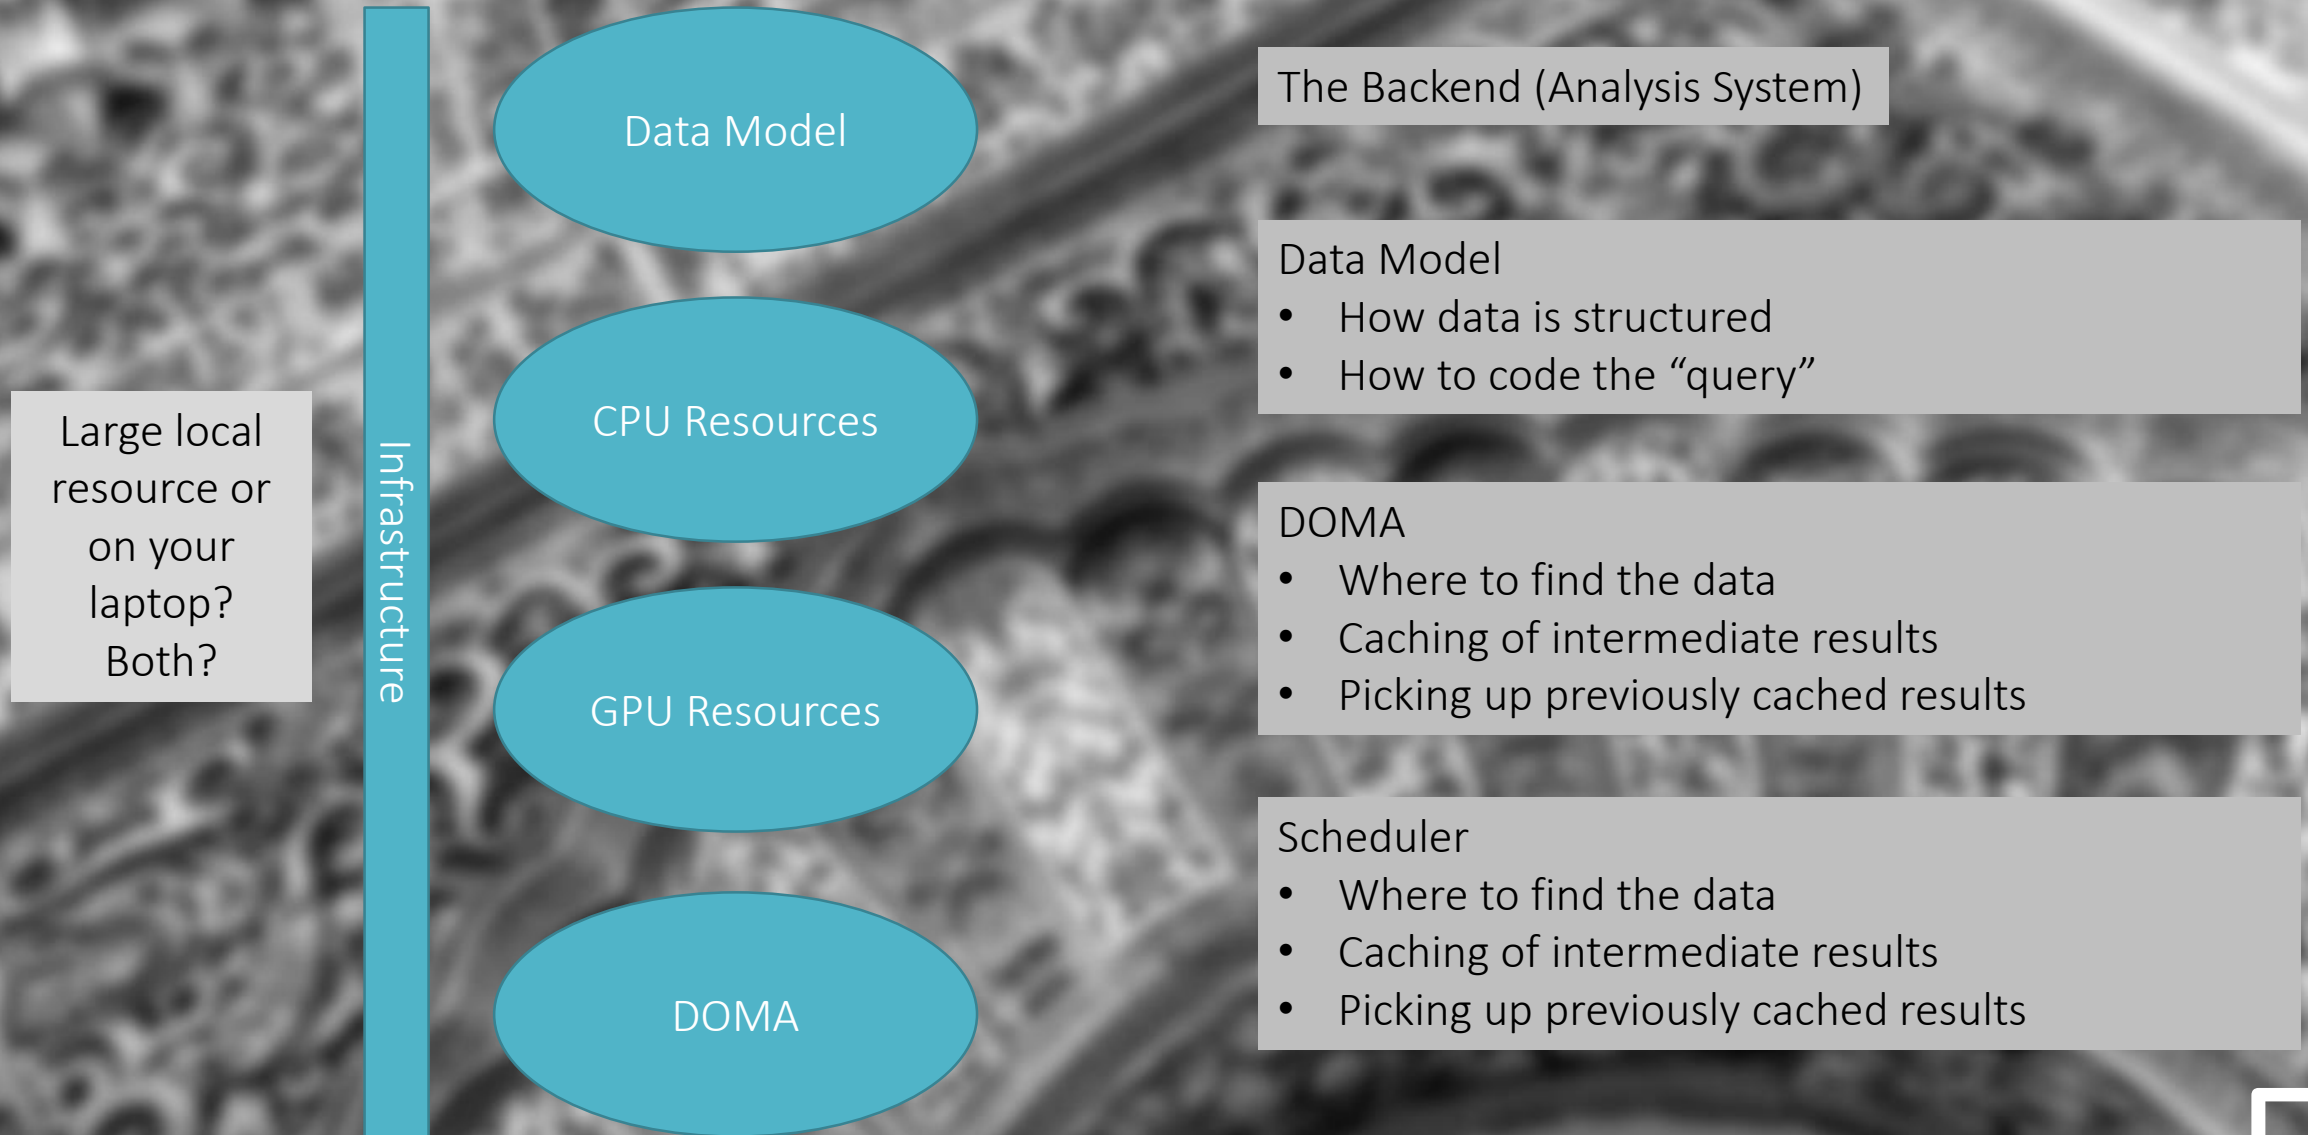 Large local
resource or
on your
laptop?
Both?
Infrastructure
Data Model
CPU Resources
GPU Resources
DOMA
The Backend (Analysis System)
Data Model
• How data is structured
• How to code the “query”
DOMA
• Where to find the data
• Caching of intermediate results
• Picking up previously cached results
Scheduler
• Where to find the data
• Caching of intermediate results
• Picking up previously cached results